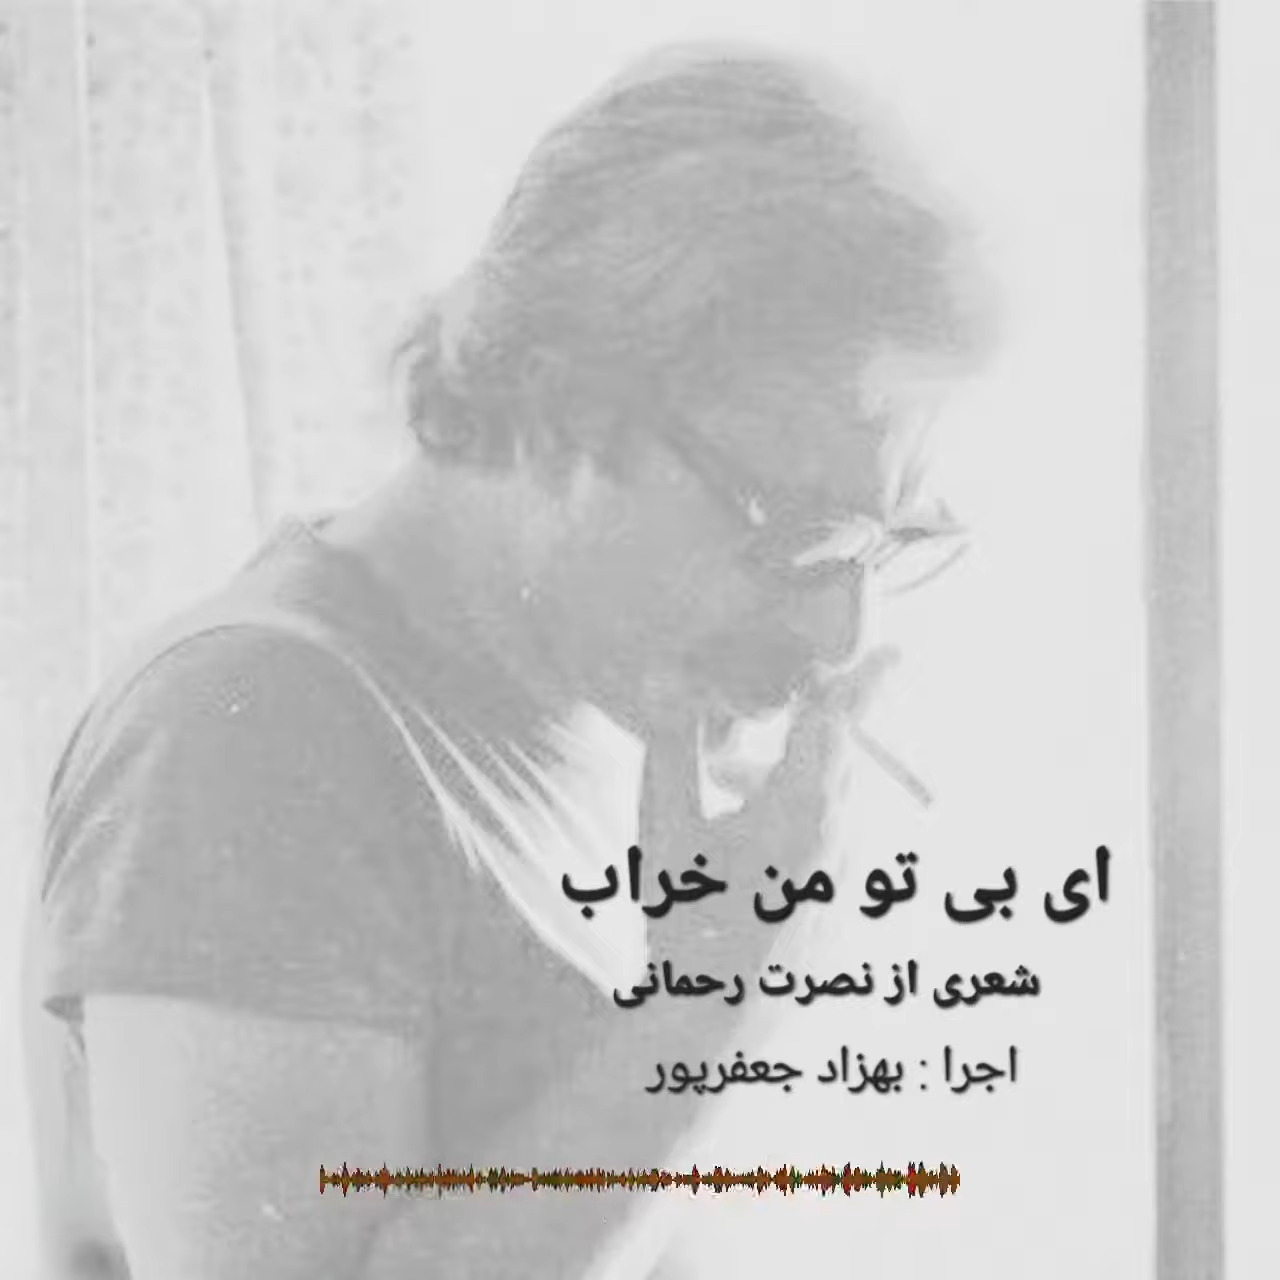 ای بی تو من خراب
شعری از نصرت رحمانی
اجرا : بهزاد جعفرپور